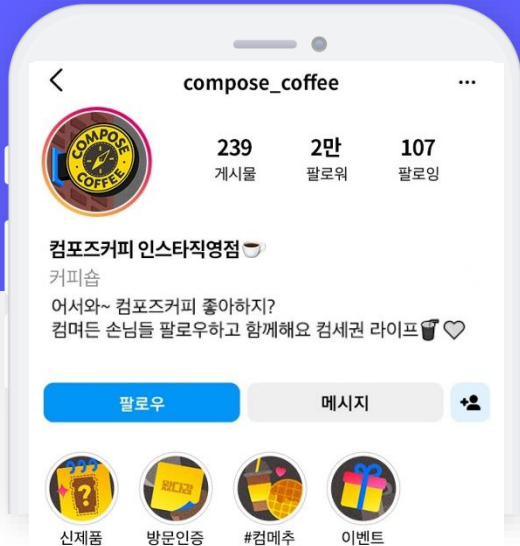 compose_coffee
COMPOSE
COFFEE
239 2만 107
게시물 팔로워 팔로잉
컴포즈커피 인스타직영점
커피숍
어서와~ 컴포즈커피 좋아하지?
컴며든 손님들 팔로우하고 함께해요 컴세권 라이프
팔로우 메시지
?
왔다감
신제품 방문인증 #컴메추 이벤트